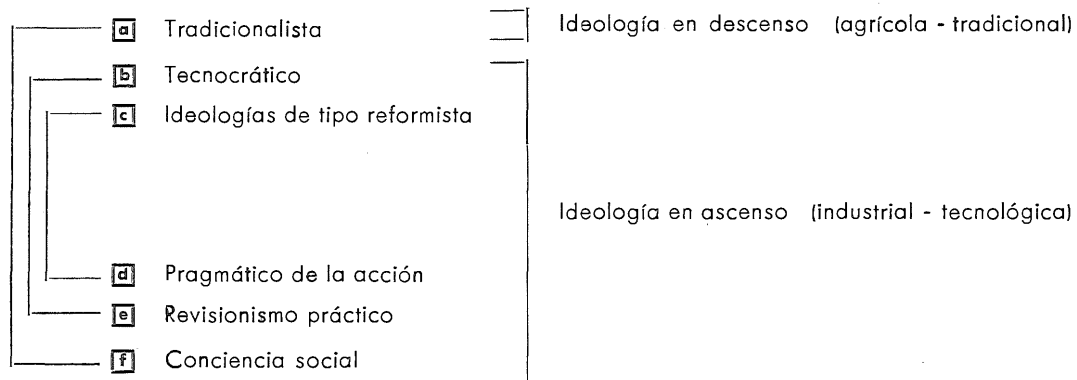 a Tradicionalista Ideología en descenso (agrícola - tradicional)
b Tecnocrático
c Ideologías de tipo reformista
Ideología en ascenso (industrial - tecnológica)
d Pragmático de la acción
e Revisionismo práctico
f Conciencia social